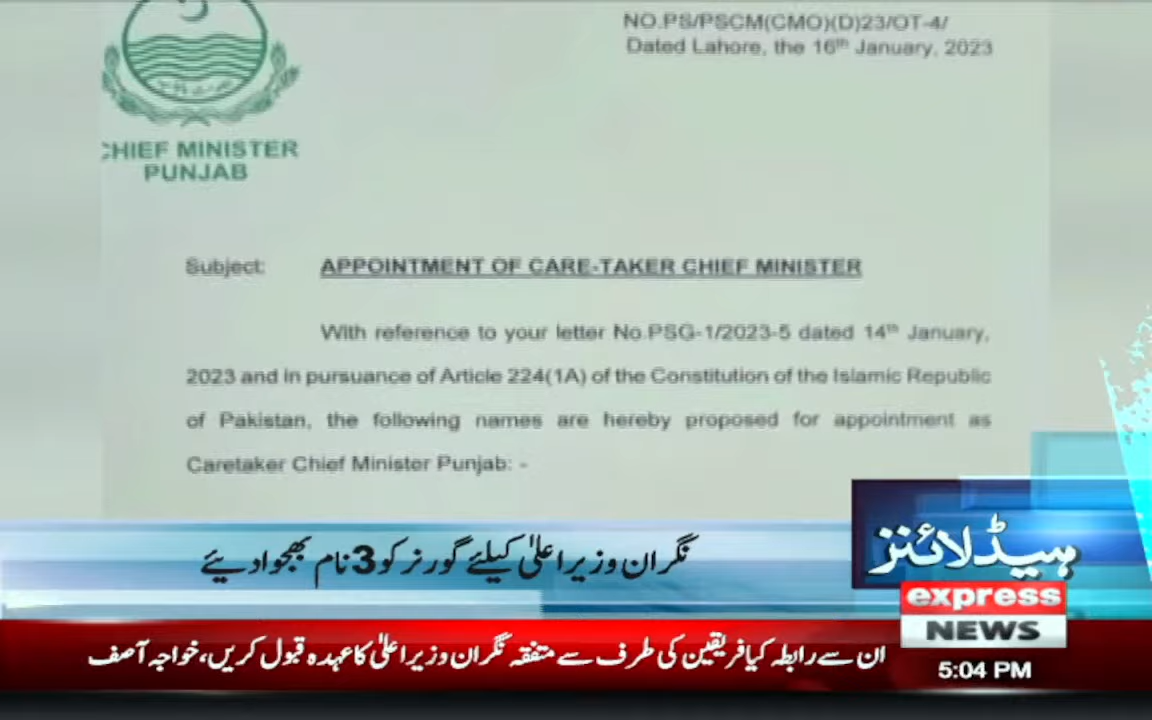 NO.PS/PSCM(CMO)(D)23/OT-4/
Dated Lahore, the 16th January, 2023
CHIEF MINISTER
PUNJAB
Subject: APPOINTMENT OF CARE-TAKER CHIEF MINISTER
With reference to your letter No.PSG-1/2023-5 dated 14th January,
2023 and in pursuance of Article 224(1A) of the Constitution of the Islamic Republic
of Pakistan, the following names are hereby proposed for appointment as
Caretaker Chief Minister Punjab: -
نگران وزیراعلیٰ کیلئے گورنر کو 3 نام بھجوا دیئے
ہیڈلائنز
express
NEWS
ان سے رابطہ کیا فریقین کی طرف سے متفقہ نگران وزیراعلیٰ کا عہدہ قبول کریں، خواجہ آصف
5:04 PM